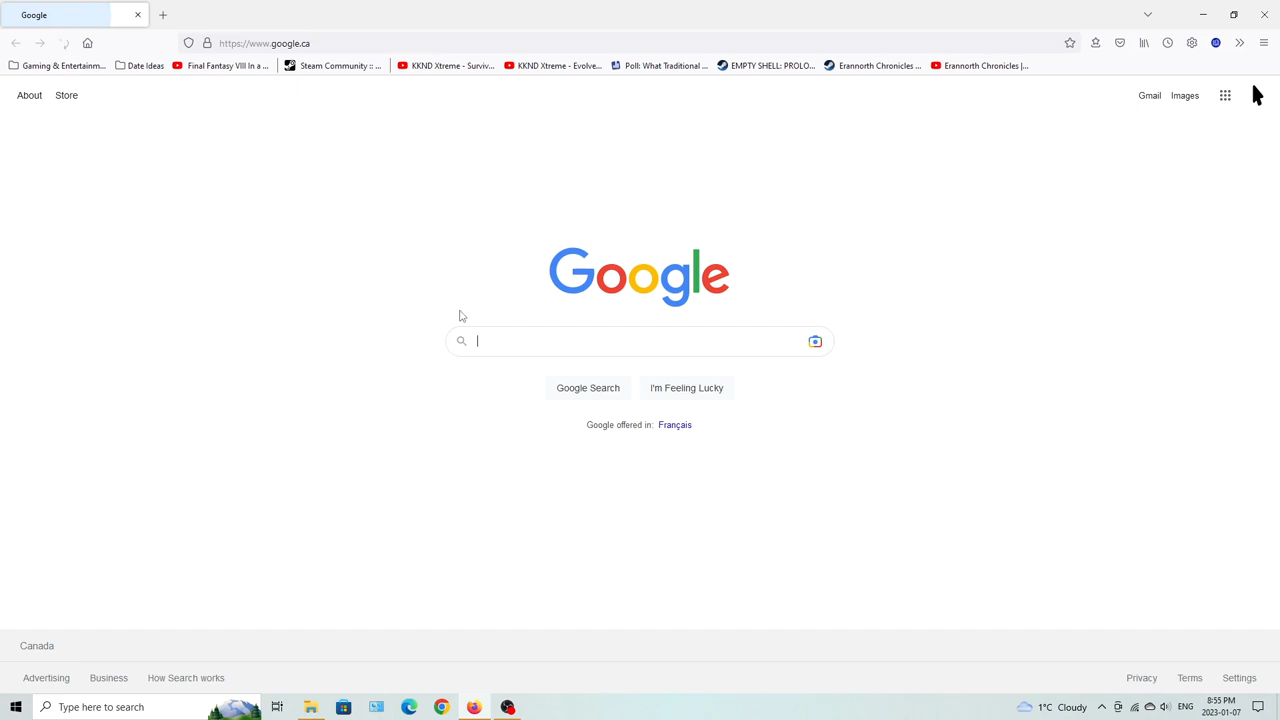 Google
https://www.google.ca
Gaming & Entertainm...
Date Ideas
Final Fantasy VIII In a ...
Steam Community :: ...
KKND Xtreme - Surviv...
KKND Xtreme - Evolve...
Poll: What Traditional ...
EMPTY SHELL: PROLO...
Erannorth Chronicles ...
Erannorth Chronicles |...
About Store
Gmail Images
Google
Google Search I'm Feeling Lucky
Google offered in: Français
Canada
Advertising Business How Search works
Privacy Terms Settings
Type here to search
1°C Cloudy
ENG
8:55 PM
2023-01-07